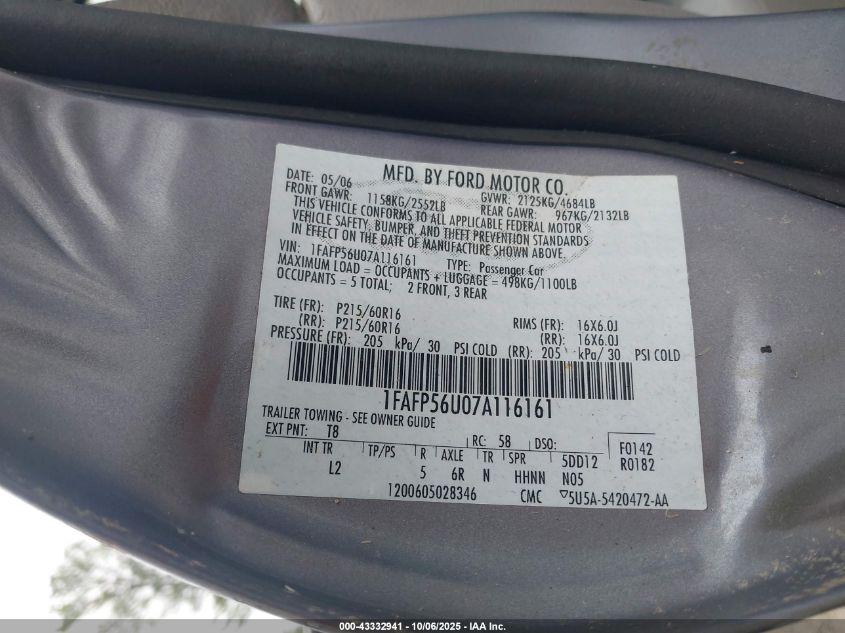 MFD. BY FORD MOTOR CO.
DATE: 05/06 GVWR: 2125KG/4684LB
FRONT GAWR: 1158KG/2552LB REAR GAWR: 967KG/2132LB
THIS VEHICLE CONFORMS TO ALL APPLICABLE FEDERAL MOTOR
VEHICLE SAFETY, BUMPER, AND THEFT PREVENTION STANDARDS
IN EFFECT ON THE DATE OF MANUFACTURE SHOWN ABOVE.
VIN: 1FAFP56U07A116161 TYPE: Passenger Car
MAXIMUM LOAD = OCCUPANTS + LUGGAGE = 498KG/1100LB
OCCUPANTS = 5 TOTAL; 2 FRONT, 3 REAR
TIRE (FR): P215/60R16 RIMS (FR): 16X6.0J
(RR): P215/60R16 (RR): 16X6.0J
PRESSURE (FR): 205 kPa/ 30 PSI COLD (RR): 205 kPa/ 30 PSI COLD
1FAFP56U07A116161
TRAILER TOWING - SEE OWNER GUIDE
EXT PNT: T8 RC: 58 DSO: F0142
INT TR TP/PS R AXLE TR SPR 5DD12 R0182
L2 5 6R N HHNN N05
1200605028346 CMC ▽5U5A-5420472-AA
000-43332941 - 10/06/2025 - IAA Inc.